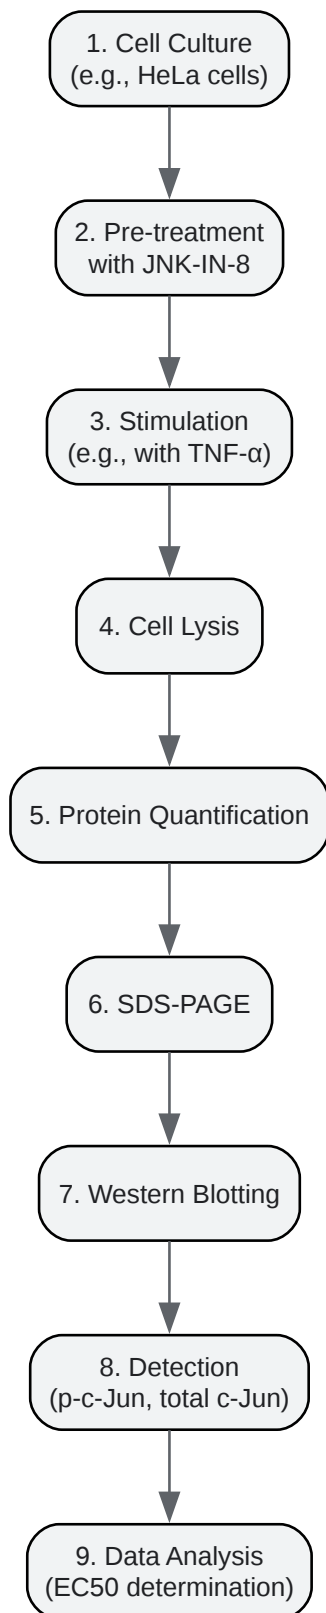 1. Cell Culture
(e.g., HeLa cells)
2. Pre-treatment
with JNK-IN-8
3. Stimulation
(e.g., with TNF-α)
4. Cell Lysis
5. Protein Quantification
6. SDS-PAGE
7. Western Blotting
8. Detection
(p-c-Jun, total c-Jun)
9. Data Analysis
(EC50 determination)